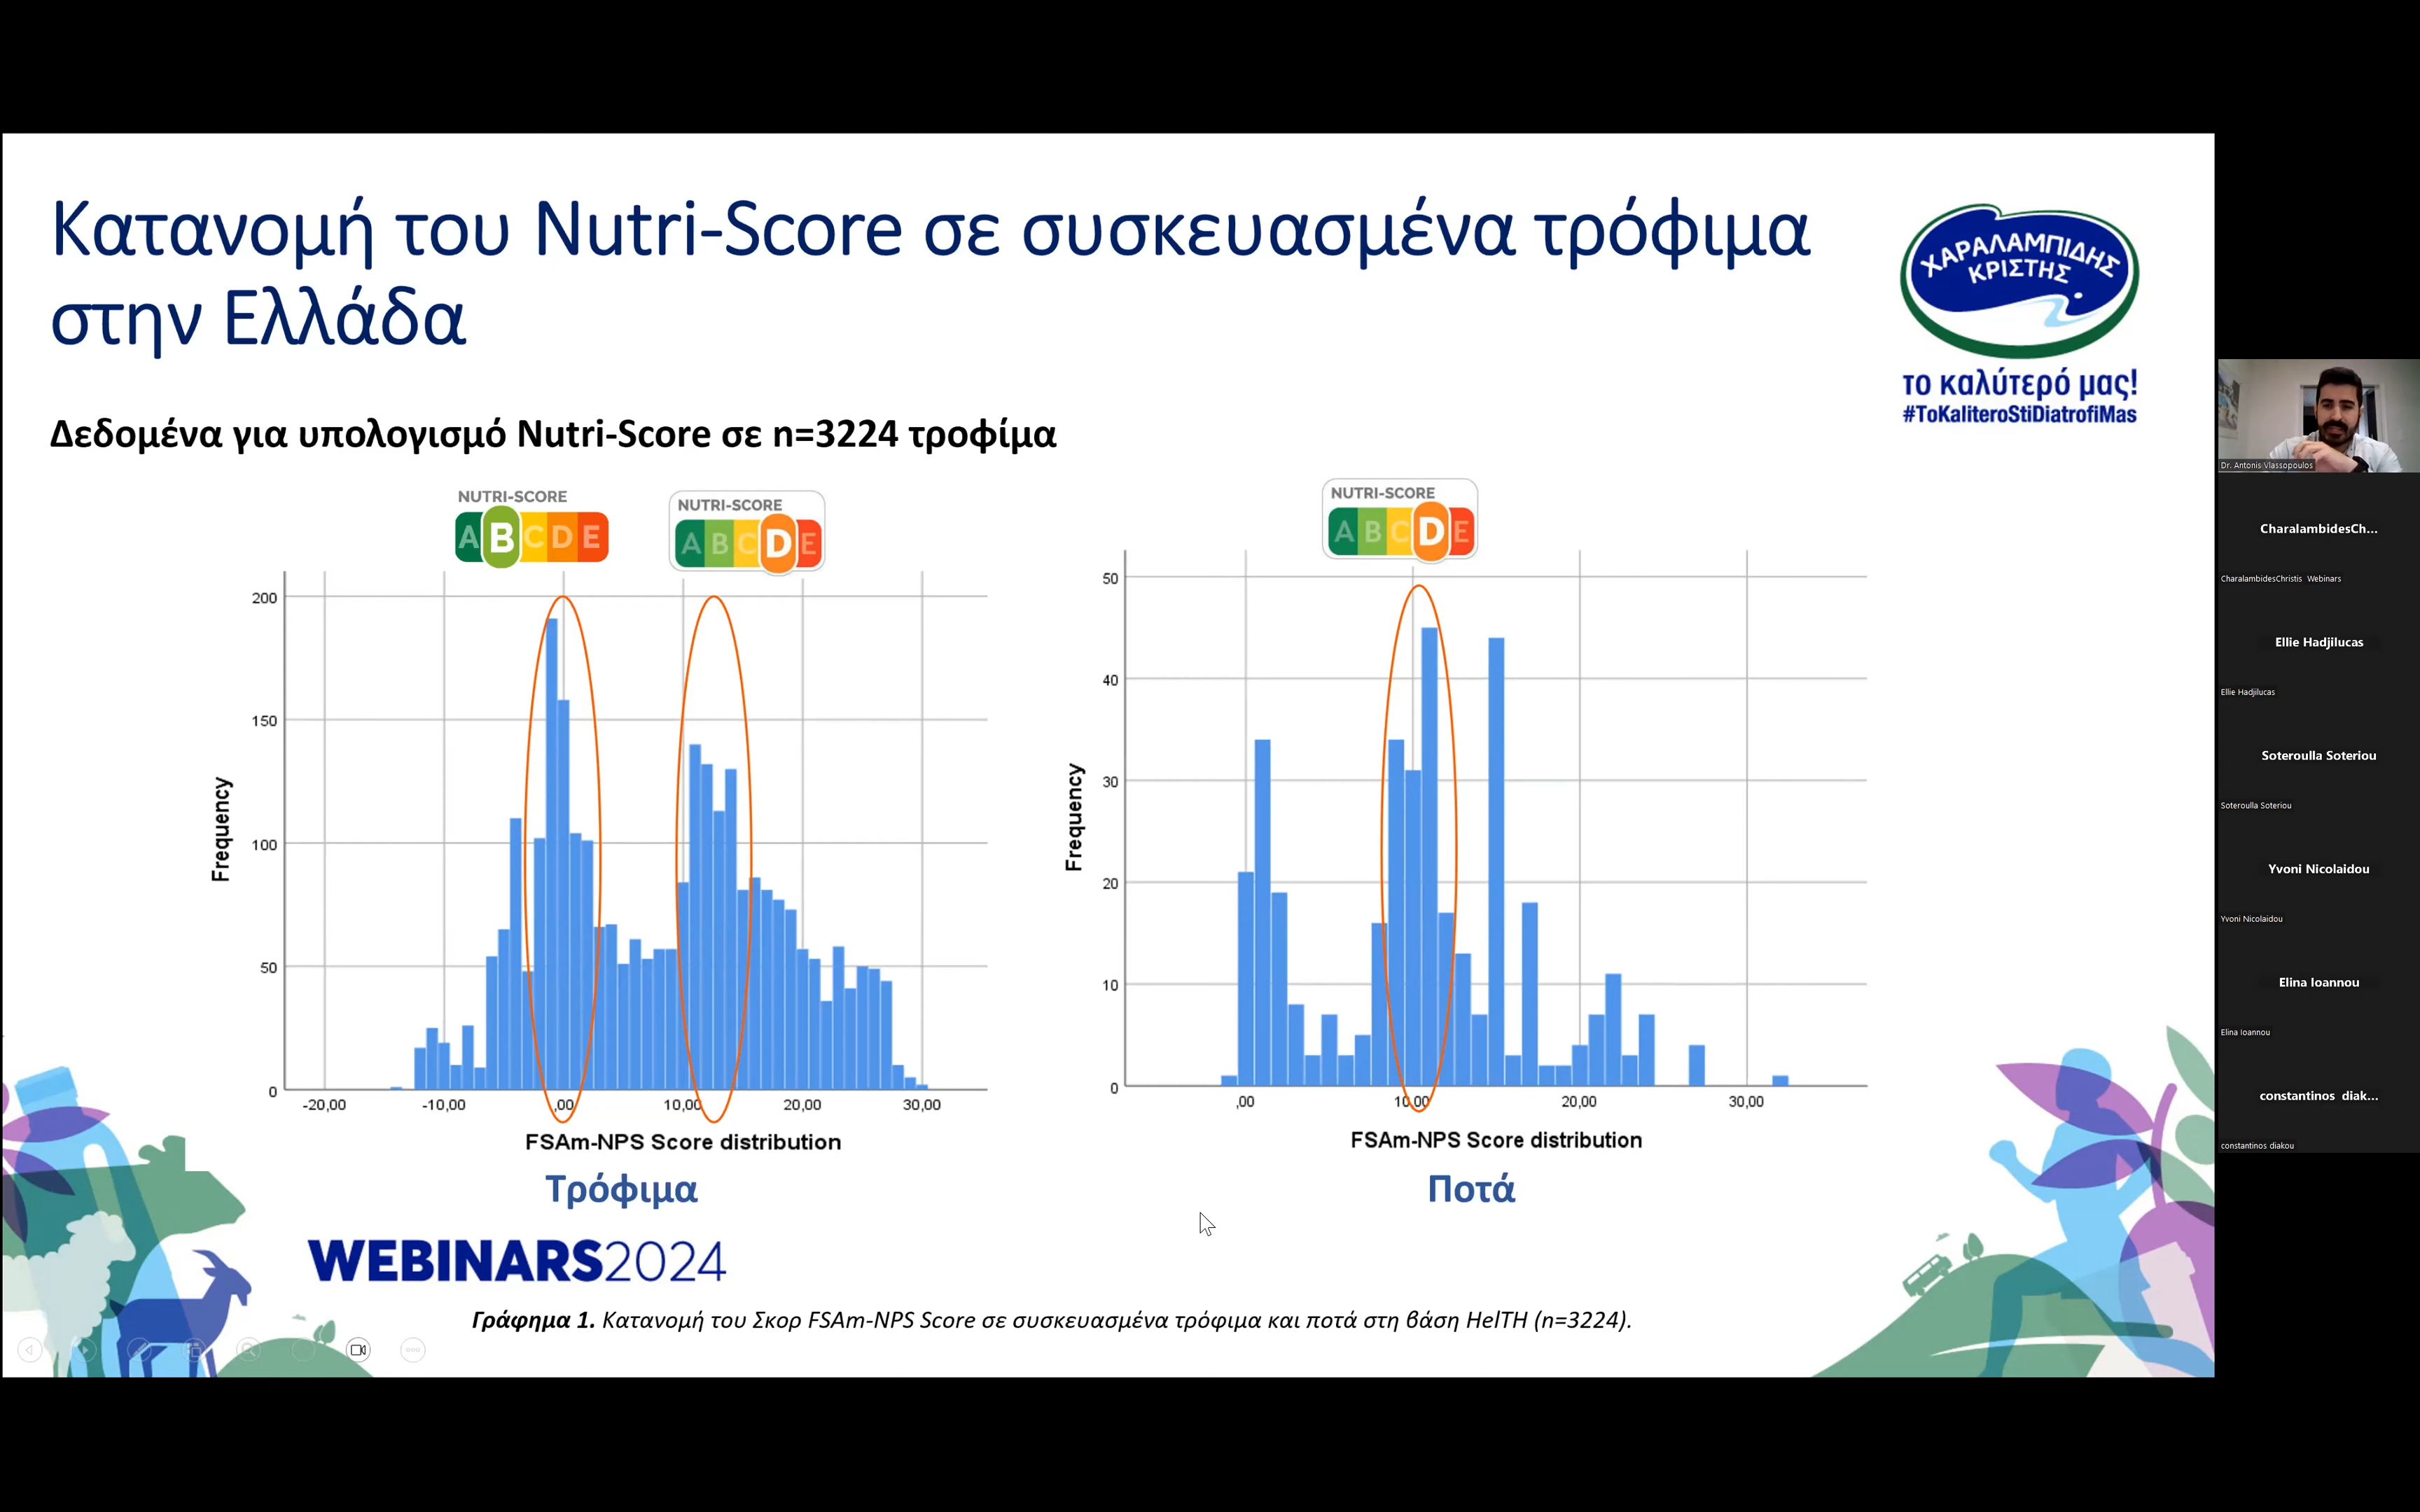 Κατανομή του Nutri-Score σε συσκευασμένα τρόφιμα
στην Ελλάδα
ΧΑΡΑΛΑΜΠΙΔΗΣ
ΚΡΙΣΤΗΣ
το καλύτερό μας!
#ToKaliteroStiDiatrofiMas
Δεδομένα για υπολογισμό Nutri-Score σε n=3224 τροφίμα
NUTRI-SCORE
A B C D E
NUTRI-SCORE
A B C D E
NUTRI-SCORE
A B C D E
200
150
100
50
0
Frequency
-20,00 -10,00 ,00 10,00 20,00 30,00
FSAm-NPS Score distribution
Τρόφιμα
50
40
30
20
10
0
Frequency
,00 10,00 20,00 30,00
FSAm-NPS Score distribution
Ποτά
WEBINARS2024
Γράφημα 1. Κατανομή του Σκορ FSAm-NPS Score σε συσκευασμένα τρόφιμα και ποτά στη βάση HelTH (n=3224).
Dr. Antonis Vlassopoulos
CharalambidesCh...
CharalambidesChristis Webinars
Ellie Hadjilucas
Ellie Hadjilucas
Soteroulla Soteriou
Soteroulla Soteriou
Yvoni Nicolaidou
Yvoni Nicolaidou
Elina Ioannou
Elina Ioannou
constantinos diak...
constantinos diakou